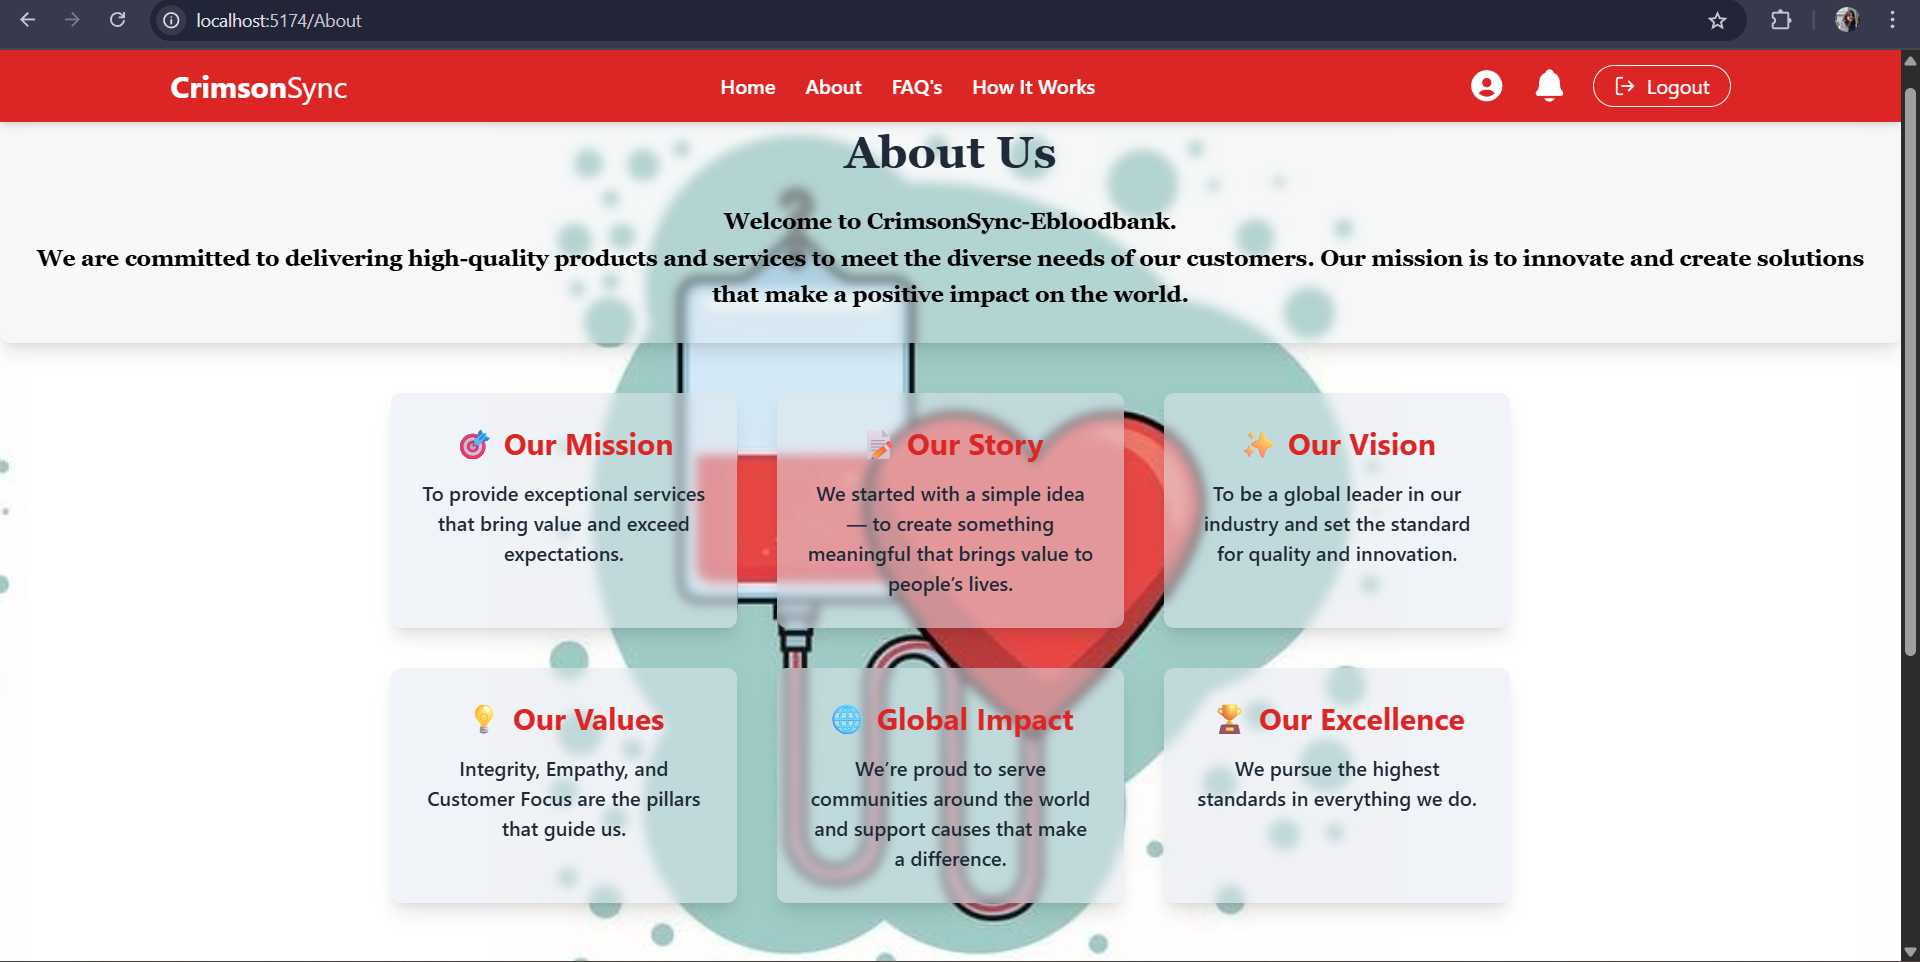 localhost:5174/About
CrimsonSync
Home About FAQ's How It Works
Logout
About Us
Welcome to CrimsonSync-Ebloodbank.
We are committed to delivering high-quality products and services to meet the diverse needs of our customers. Our mission is to innovate and create solutions
that make a positive impact on the world.
Our Mission
To provide exceptional services
that bring value and exceed
expectations.
Our Story
We started with a simple idea
— to create something
meaningful that brings value to
people’s lives.
Our Vision
To be a global leader in our
industry and set the standard
for quality and innovation.
Our Values
Integrity, Empathy, and
Customer Focus are the pillars
that guide us.
Global Impact
We’re proud to serve
communities around the world
and support causes that make
a difference.
Our Excellence
We pursue the highest
standards in everything we do.